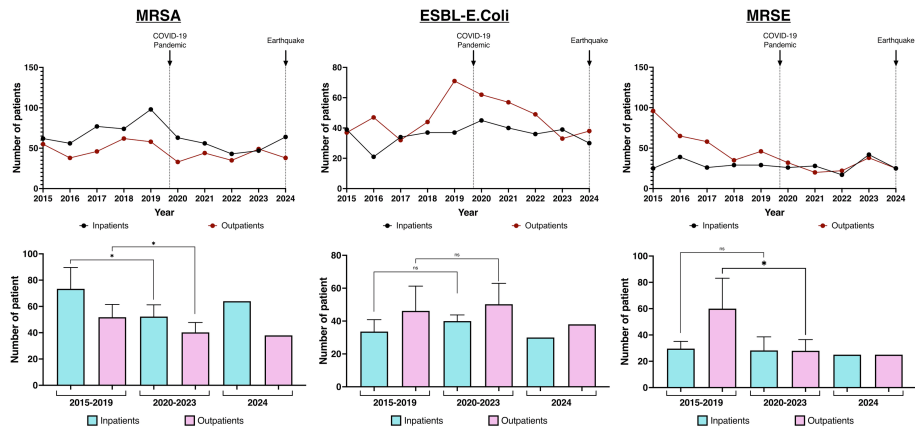 MRSA
COVID-19
Pandemic
Earthquake
Number of patients
150
100
50
0
2015 2016 2017 2018 2019 2020 2021 2022 2023 2024
Year
Inpatients Outpatients
ESBL-E.Coli
COVID-19
Pandemic
Earthquake
Number of patients
80
60
40
20
0
2015 2016 2017 2018 2019 2020 2021 2022 2023 2024
Year
Inpatients Outpatients
MRSE
COVID-19
Pandemic
Earthquake
Number of patients
150
100
50
0
2015 2016 2017 2018 2019 2020 2021 2022 2023 2024
Year
Inpatients Outpatients
Number of patient
100
80
60
40
20
0
*
*
2015-2019 2020-2023 2024
Inpatients Outpatients
Number of patient
80
60
40
20
0
ns
ns
2015-2019 2020-2023 2024
Inpatients Outpatients
Number of patient
100
80
60
40
20
0
ns
*
2015-2019 2020-2023 2024
Inpatients Outpatients